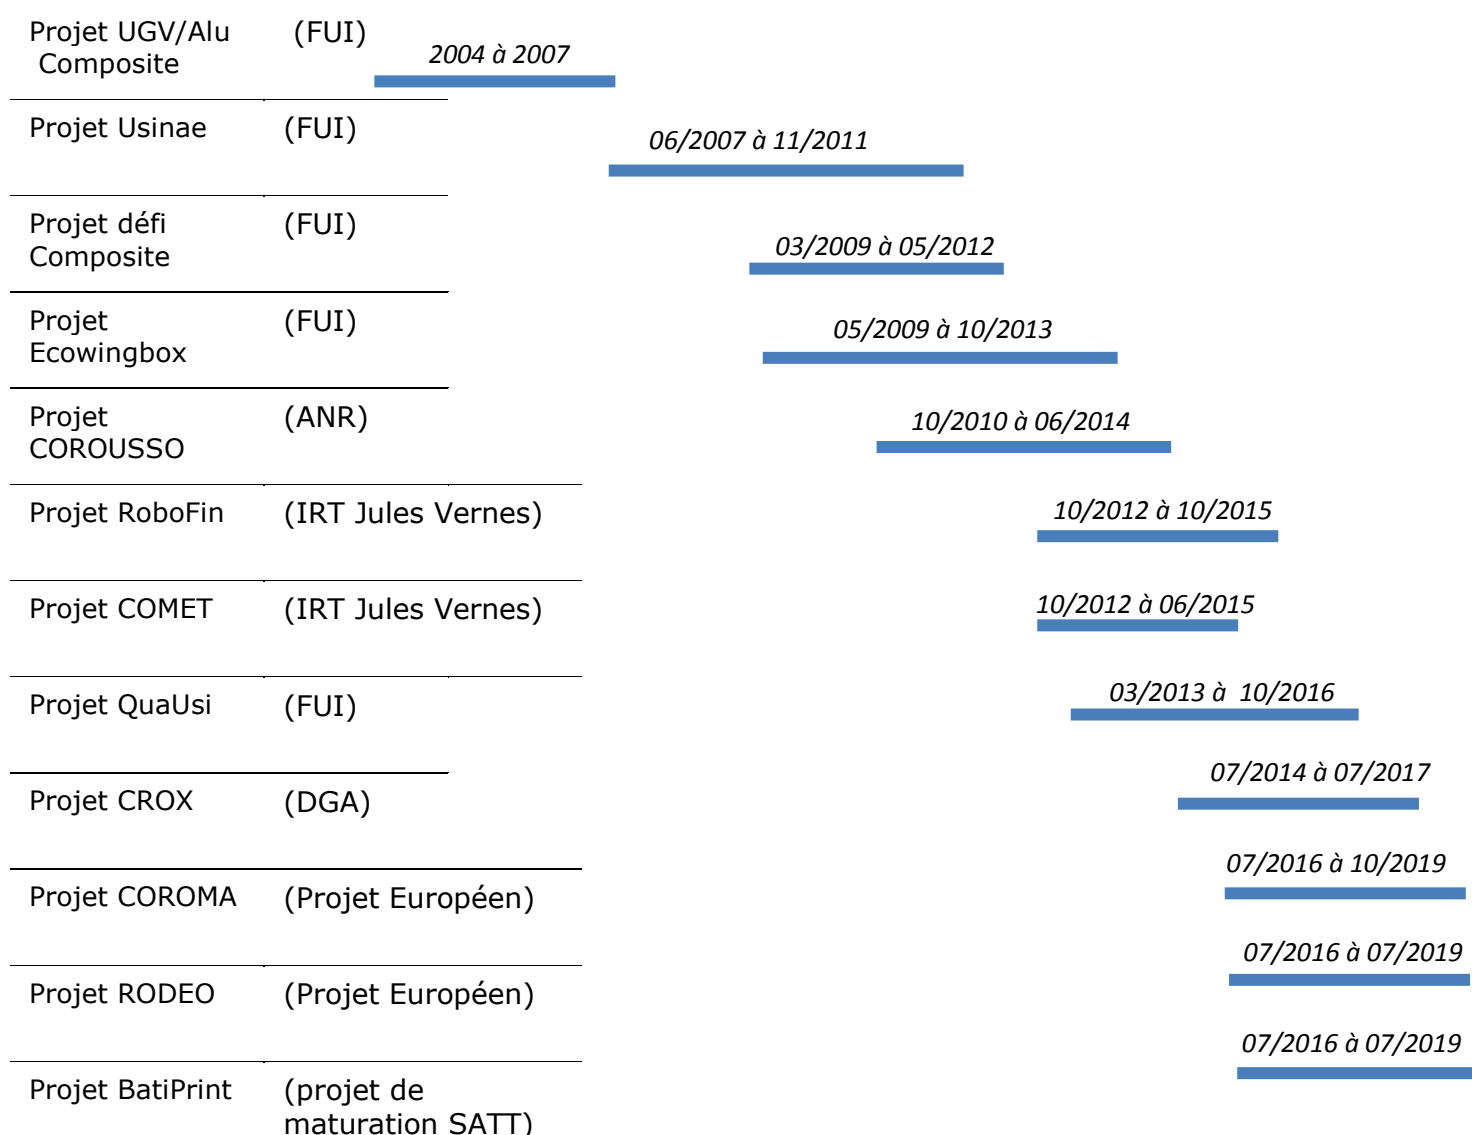 Projet UGV/Alu (FUI)
Composite
2004 à 2007
Projet Usinae (FUI)
06/2007 à 11/2011
Projet défi (FUI)
Composite
03/2009 à 05/2012
Projet (FUI)
Ecowingbox
05/2009 à 10/2013
Projet (ANR)
COROUSSO
10/2010 à 06/2014
Projet RoboFin (IRT Jules Vernes)
10/2012 à 10/2015
Projet COMET (IRT Jules Vernes)
10/2012 à 06/2015
Projet QuaUsi (FUI)
03/2013 à 10/2016
Projet CROX (DGA)
07/2014 à 07/2017
Projet COROMA (Projet Européen)
07/2016 à 10/2019
Projet RODEO (Projet Européen)
07/2016 à 07/2019
Projet BatiPrint (projet de
maturation SATT)
07/2016 à 07/2019